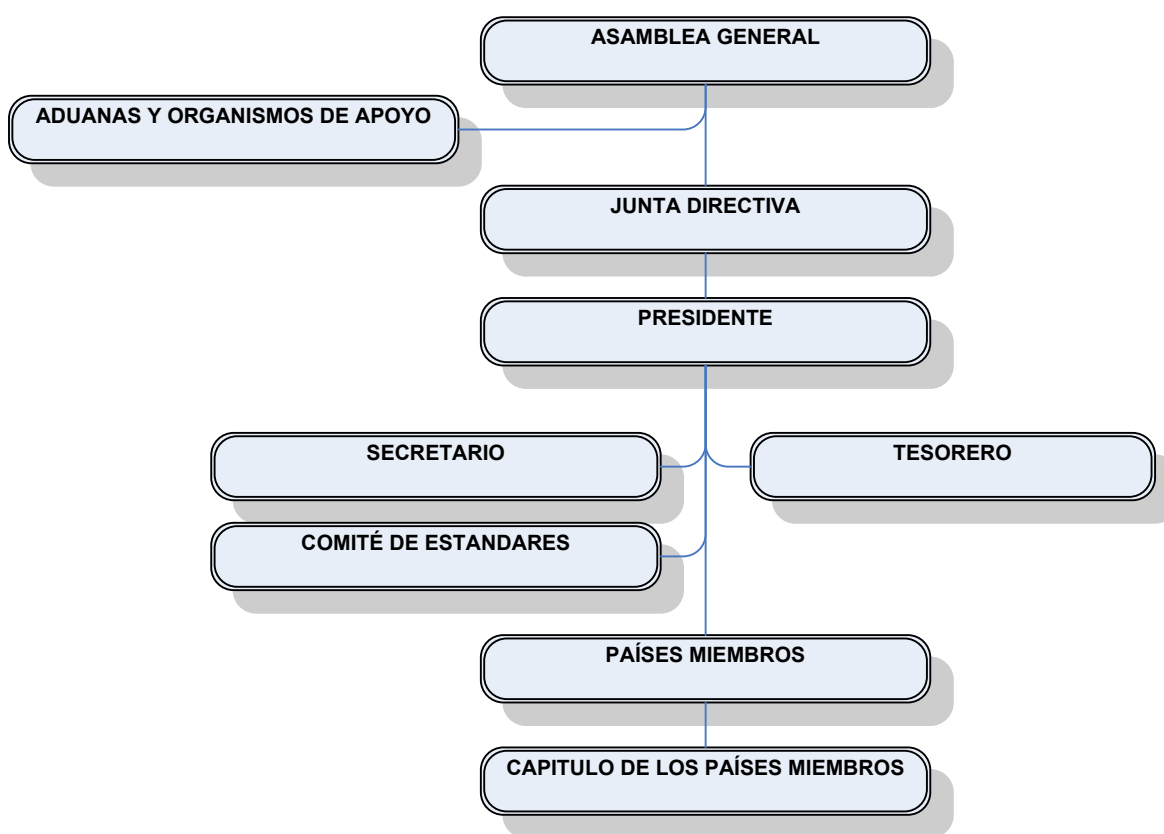 ASAMBLEA GENERAL
ADUANAS Y ORGANISMOS DE APOYO
JUNTA DIRECTIVA
PRESIDENTE
SECRETARIO
TESORERO
COMITÉ DE ESTANDARES
PAÍSES MIEMBROS
CAPITULO DE LOS PAÍSES MIEMBROS